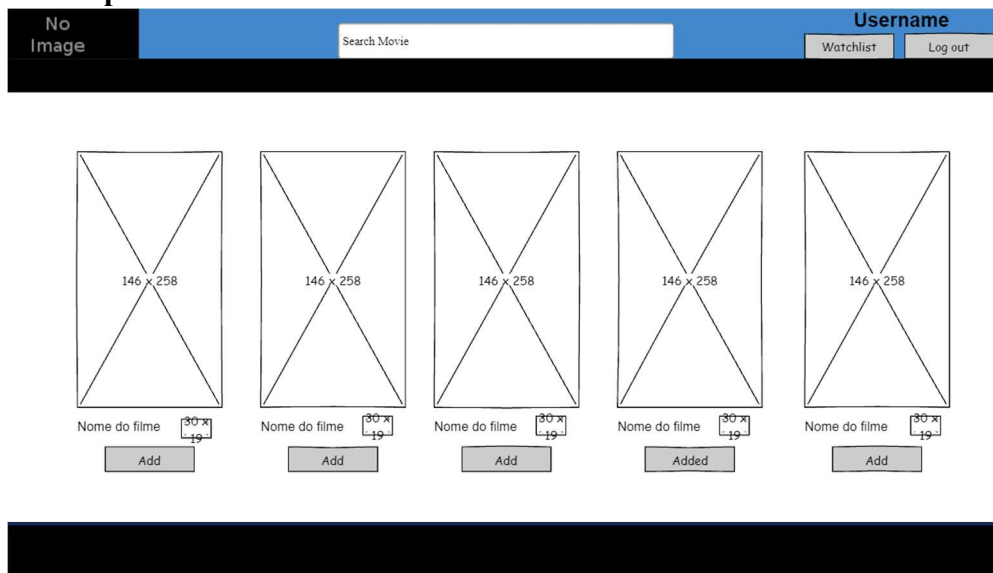 No
Image
Search Movie
Username
Watchlist
Log out
146 x 258
146 x 258
146 x 258
146 x 258
146 x 258
Nome do filme
30 x
19
Nome do filme
30 x
19
Nome do filme
30 x
19
Nome do filme
30 x
19
Nome do filme
30 x
19
Add
Add
Add
Added
Add